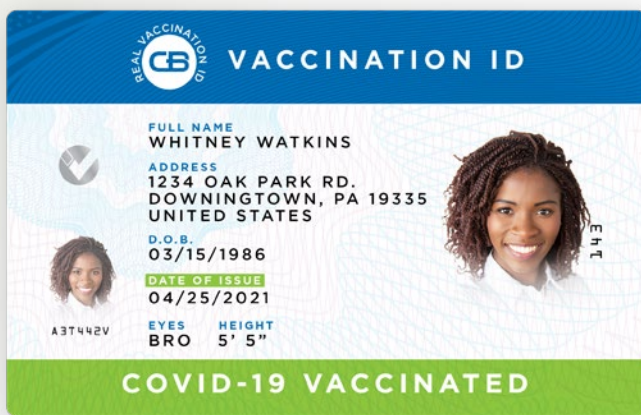 REAL VACCINATION ID
CB
VACCINATION ID
FULL NAME
WHITNEY WATKINS
ADDRESS
1234 OAK PARK RD.
DOWNINGTOWN, PA 19335
UNITED STATES
D.O.B.
03/15/1986
DATE OF ISSUE
04/25/2021
EYES HEIGHT
BRO 5' 5"
A3T442V
EhT
COVID-19 VACCINATED